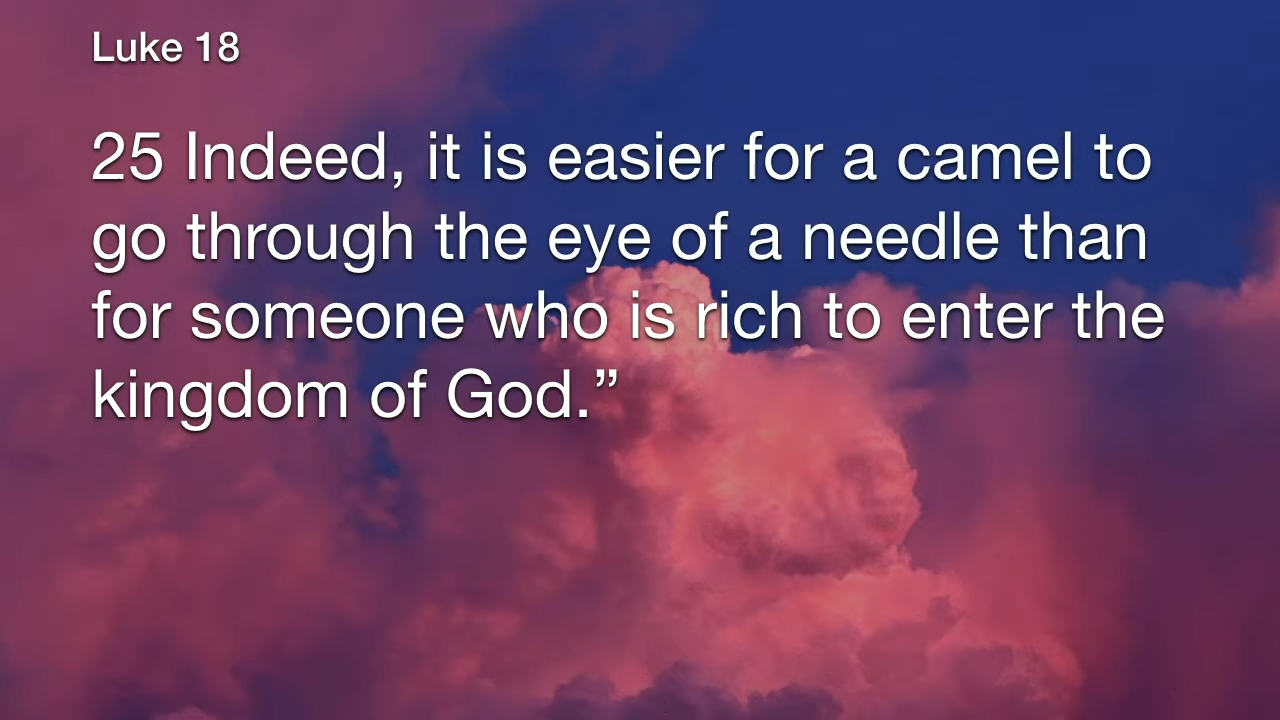 Luke 18
25 Indeed, it is easier for a camel to
go through the eye of a needle than
for someone who is rich to enter the
kingdom of God.”